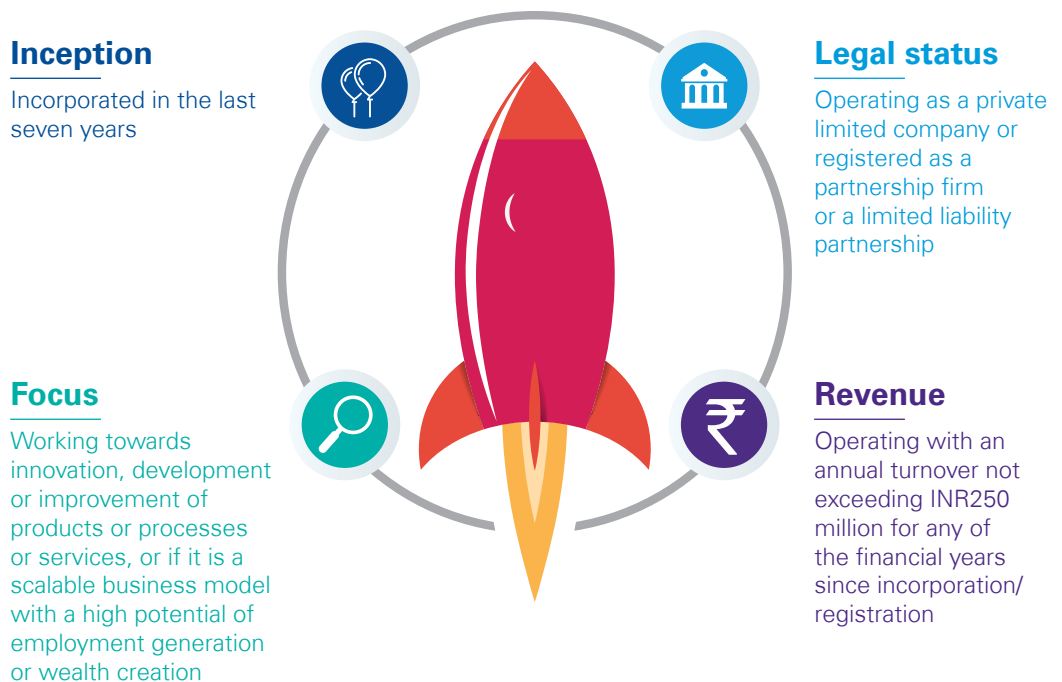 Inception
Incorporated in the last
seven years
Legal status
Operating as a private
limited company or
registered as a
partnership firm
or a limited liability
partnership
Focus
Working towards
innovation, development
or improvement of
products or processes
or services, or if it is a
scalable business model
with a high potential of
employment generation
or wealth creation
₹
Revenue
Operating with an
annual turnover not
exceeding INR250
million for any of
the financial years
since incorporation/
registration